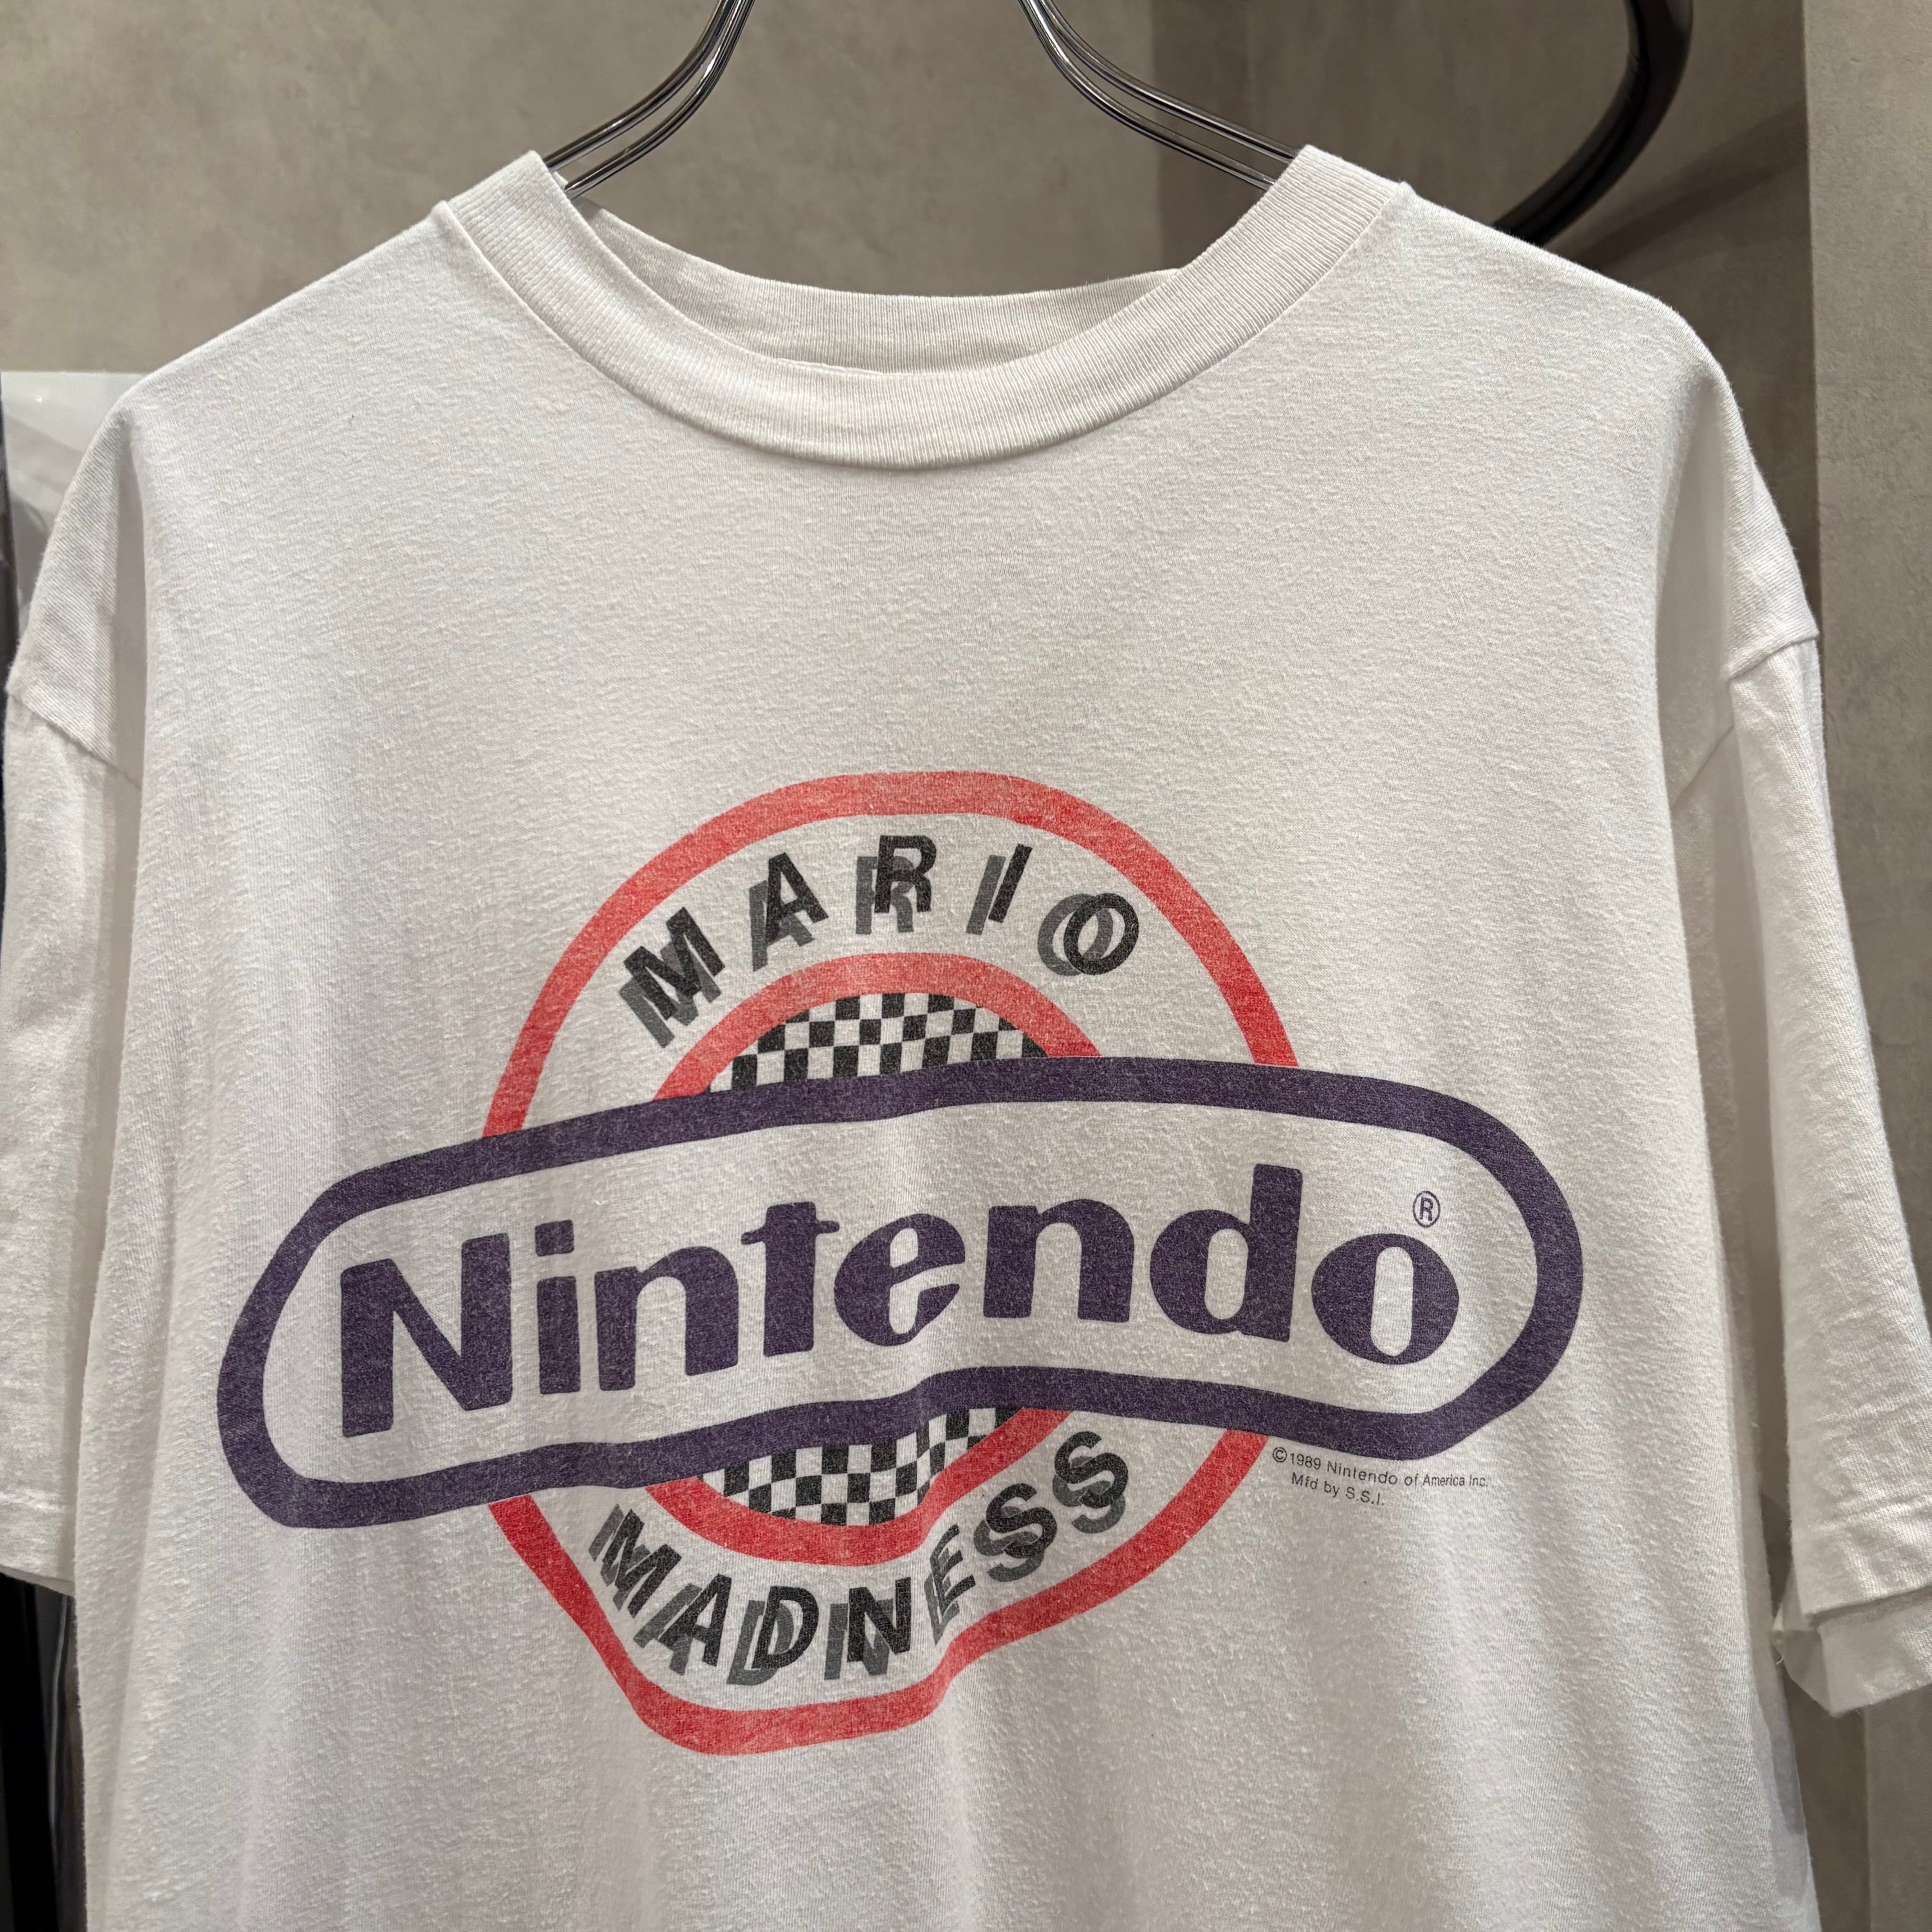 MARIO
Nintendo®
MADNESS
©1989 Nintendo of America Inc.
Mfd by S.S.I.